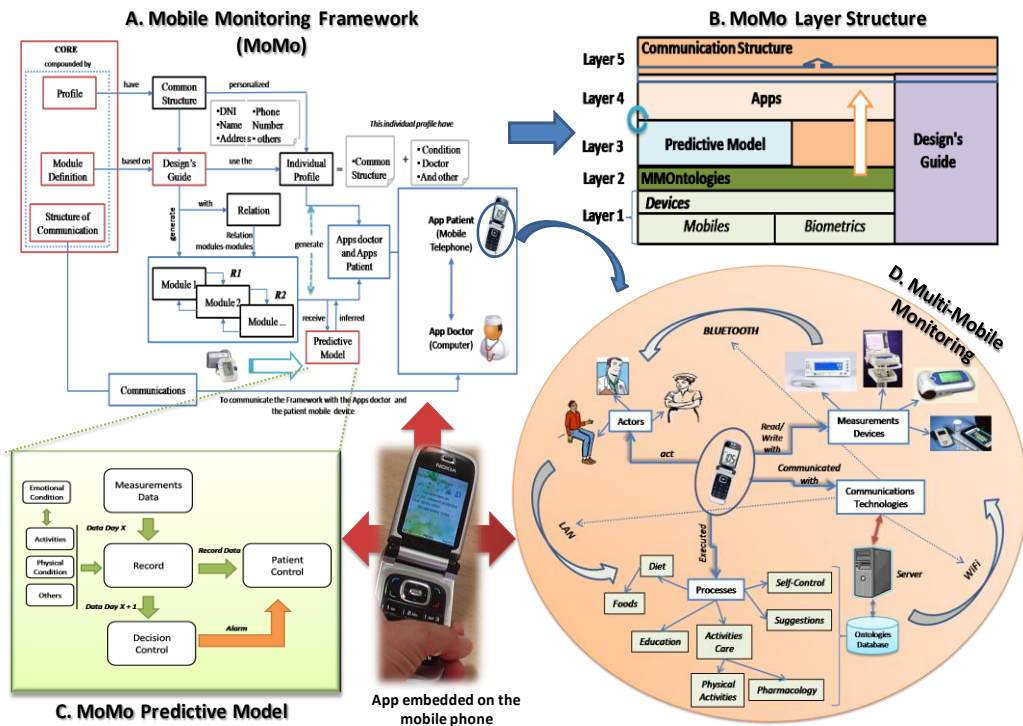 A. Mobile Monitoring Framework
(MoMo)
CORE
compounded by
Profile
Module
Definition
Structure of
Communication
have
Common
Structure
personalized
•DNI
•Name
•Address
•Phone
Number
•others
This individual profile have
based on
Design's
Guide
use the
Individual
Profile
=
•Common
Structure
+
•Condition
•Doctor
•And other
generate
with
Relation
Relation
modules-modules
generate
Apps doctor
and Apps
Patient
Module 1
R1
Module 2
R2
Module ...
receive
inferred
Predictive
Model
App Patient
(Mobile
Telephone)
App Doctor
(Computer)
Communications
To communicate the Framework with the Apps doctor and
the patient mobile device
B. MoMo Layer Structure
Layer 5
Communication Structure
Layer 4
Apps
Layer 3
Predictive Model
Design's
Guide
Layer 2
MMOntologies
Layer 1
Devices
Mobiles
Biometrics
C. MoMo Predictive Model
Emotional
Condition
Activities
Physical
Condition
Others
Measurements
Data
Data Day X
Record
Record Data
Patient
Control
Data Day X + 1
Decision
Control
Alarm
NOKIA
App embedded on the
mobile phone
D. Multi-Mobile
Monitoring
BLUETOOTH
Actors
act
Read/
Write
with
Measurements
Devices
Communicated
with
Communications
Technologies
LAN
WiFi
Executed
Server
Ontologies
Database
Processes
Diet
Foods
Education
Activities
Care
Physical
Activities
Pharmacology
Self-Control
Suggestions